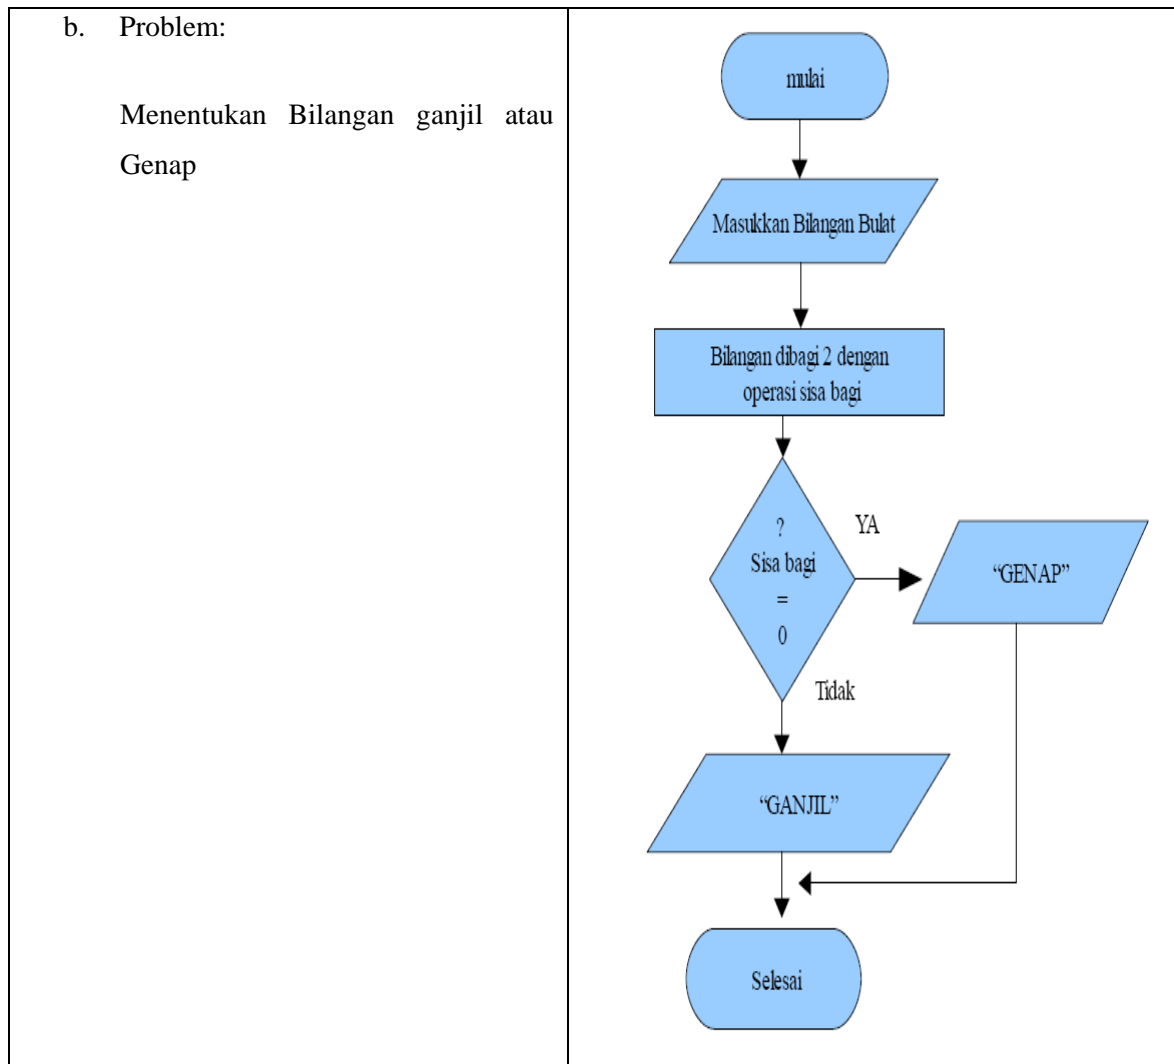 b. Problem:
Menentukan Bilangan ganjil atau
Genap
mulai
Masukkan Bilangan Bulat
Bilangan dibagi 2 dengan
operasi sisa bagi
?
Sisa bagi
=
0
YA
“GENAP”
Tidak
“GANJIL”
Selesai